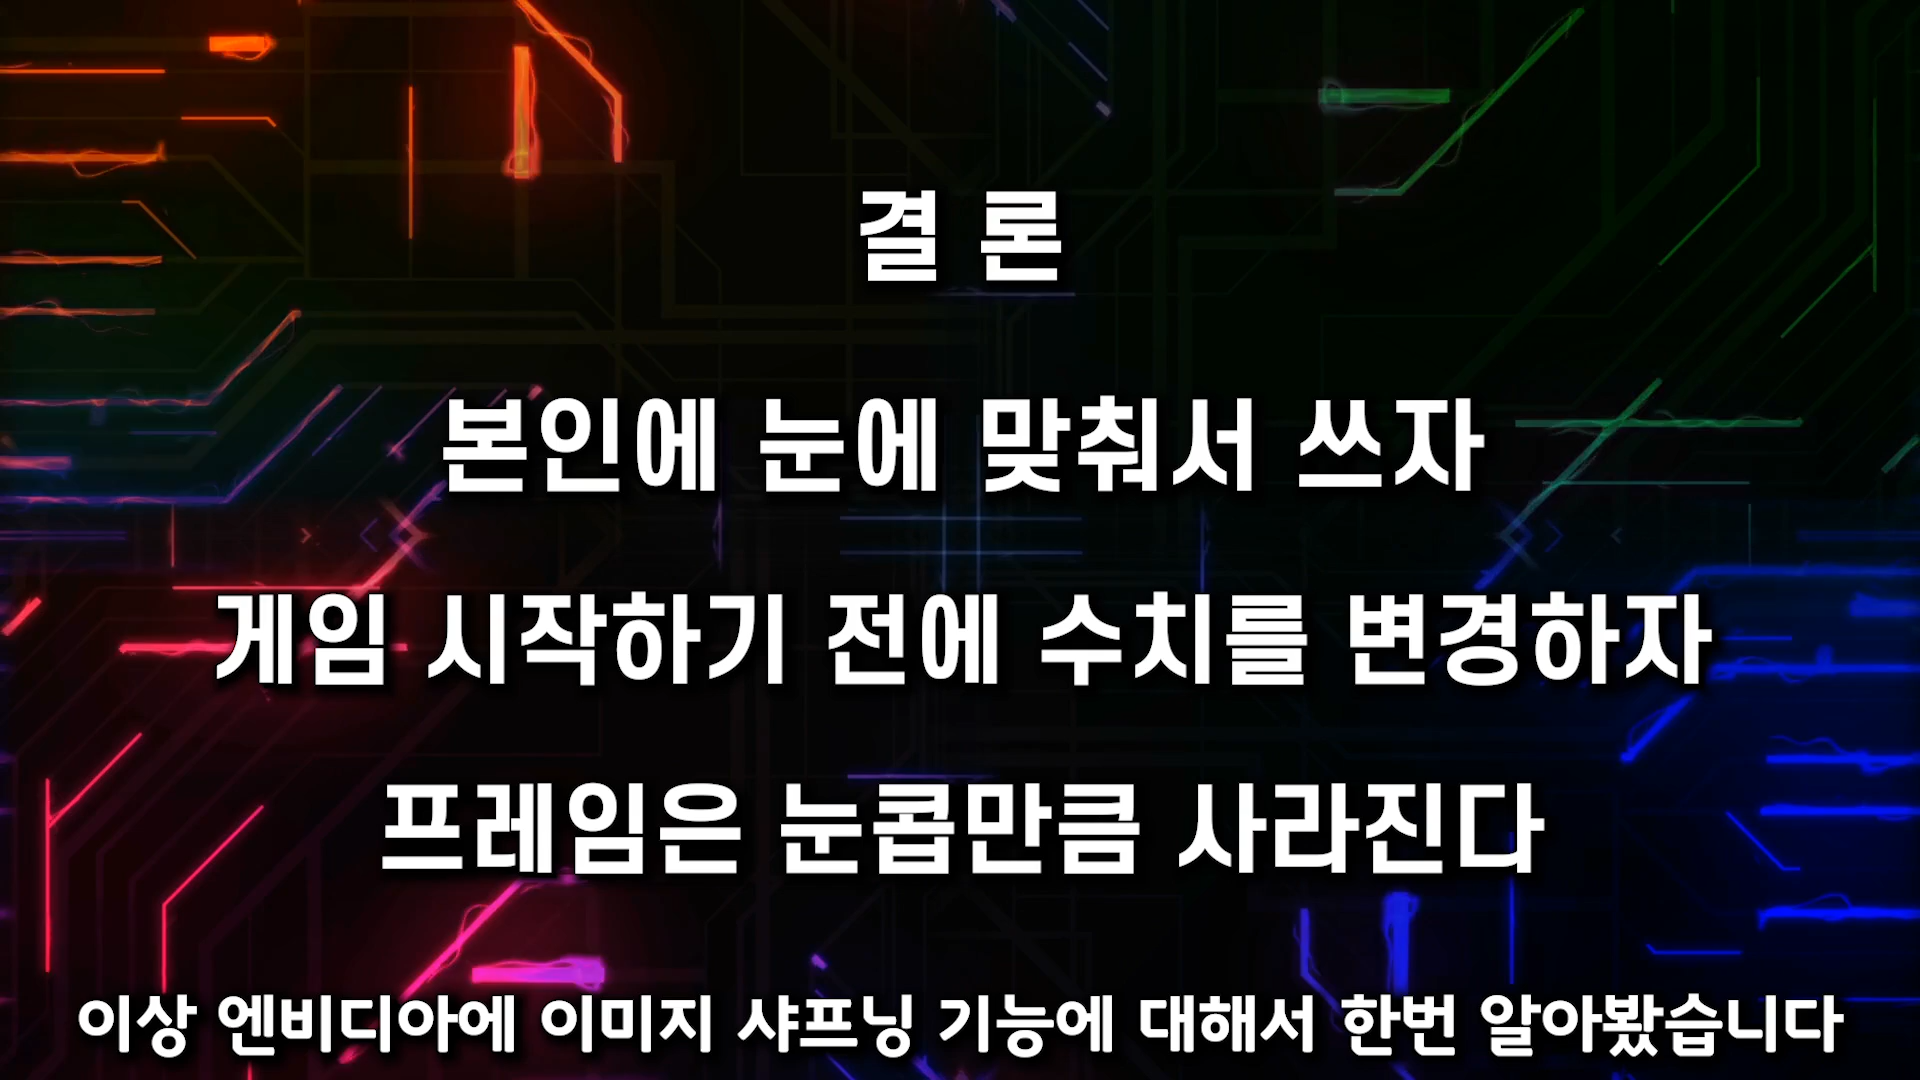 결 론
본인에 눈에 맞춰서 쓰자
게임 시작하기 전에 수치를 변경하자
프레임은 눈콥만큼 사라진다
이상 엔비디아에 이미지 샤프닝 기능에 대해서 한번 알아봤습니다